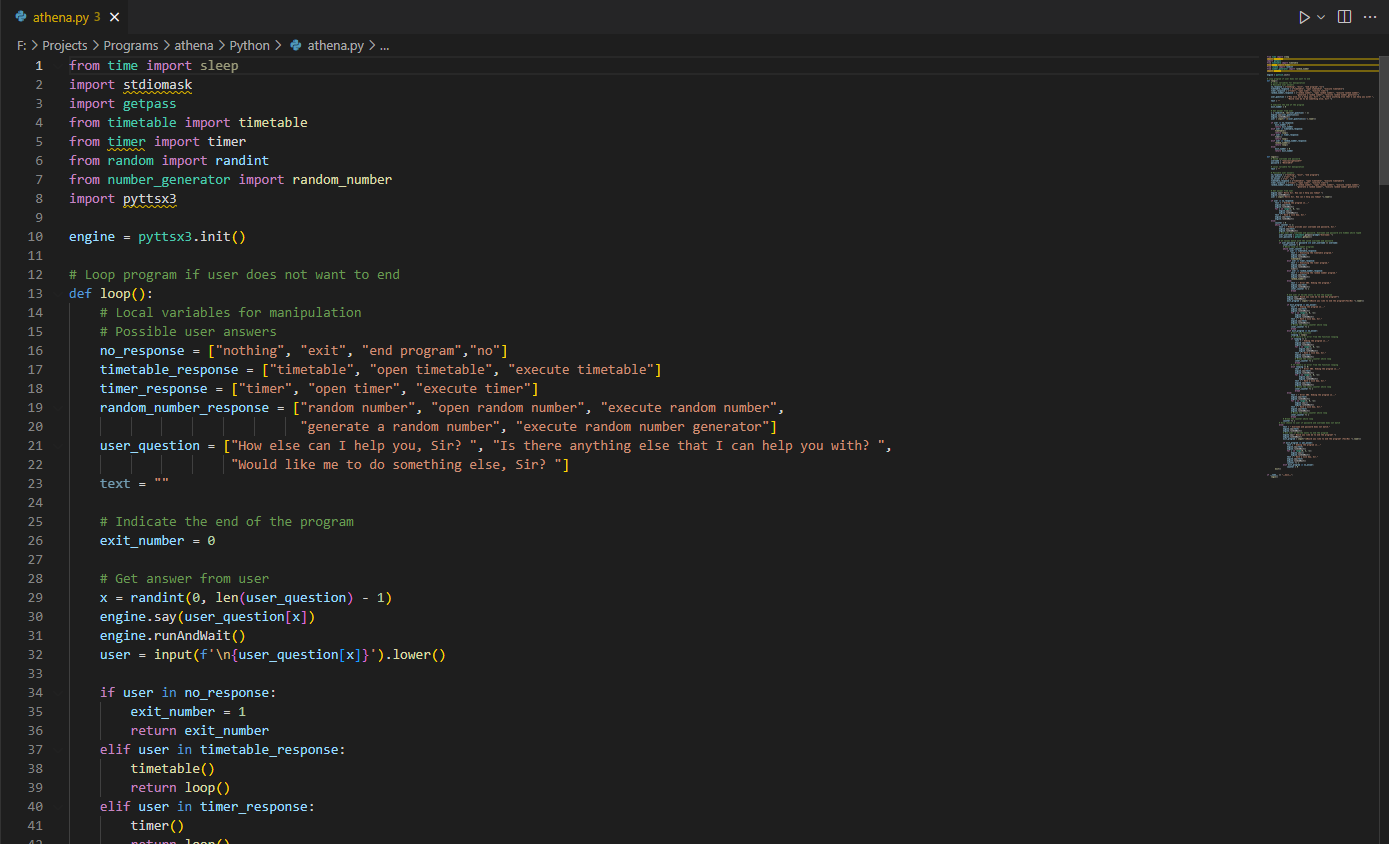 athena.py 3
F: > Projects > Programs > athena > Python > athena.py > ...
1 from time import sleep
2 import stdiomask
3 import getpass
4 from timetable import timetable
5 from timer import timer
6 from random import randint
7 from number_generator import random_number
8 import pyttsx3
9
10 engine = pyttsx3.init()
11
12 # Loop program if user does not want to end
13 def loop():
14     # Local variables for manipulation
15     # Possible user answers
16     no_response = ["nothing", "exit", "end program","no"]
17     timetable_response = ["timetable", "open timetable", "execute timetable"]
18     timer_response = ["timer", "open timer", "execute timer"]
19     random_number_response = ["random number", "open random number", "execute random number",
20                               "generate a random number", "execute random number generator"]
21     user_question = ["How else can I help you, Sir? ", "Is there anything else that I can help you with? ",
22                      "Would like me to do something else, Sir? "]
23     text = ""
24
25     # Indicate the end of the program
26     exit_number = 0
27
28     # Get answer from user
29     x = randint(0, len(user_question) - 1)
30     engine.say(user_question[x])
31     engine.runAndWait()
32     user = input(f'\n{user_question[x]}').lower()
33
34     if user in no_response:
35         exit_number = 1
36         return exit_number
37     elif user in timetable_response:
38         timetable()
39         return loop()
40     elif user in timer_response:
41         timer()
42         return loop()